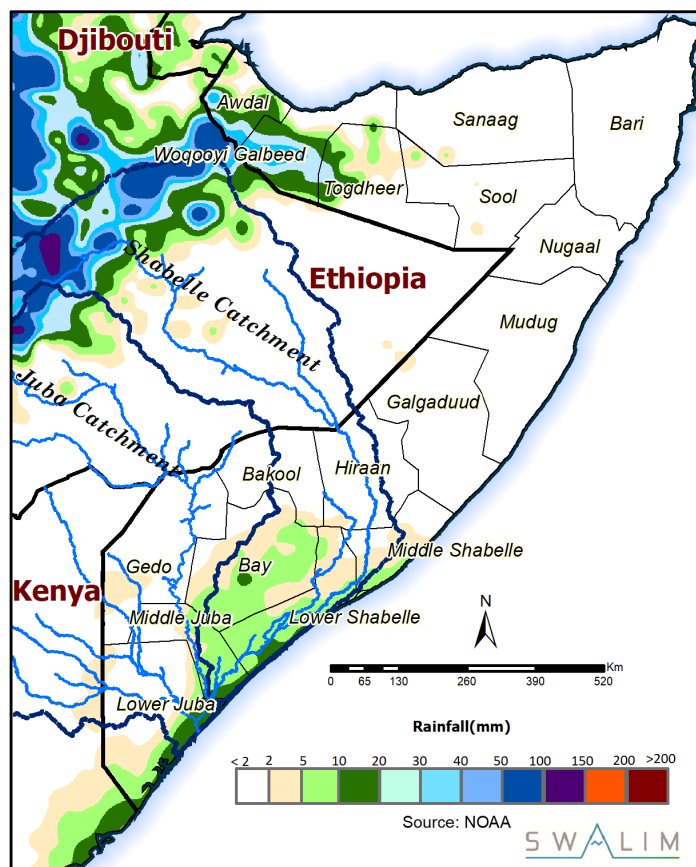 Djibouti
Awdal
Sanaag
Bari
Woqooyi Galbeed
Togdheer
Sool
Nugaal
Shabelle Catchment
Ethiopia
Mudug
Juba Catchment
Galgaduud
Bakool
Hiraan
Middle Shabelle
Gedo
Bay
Kenya
Middle Juba
Lower Shabelle
N
Km
0 65 130 260 390 520
Lower Juba
Rainfall(mm)
< 2 2 5 10 20 30 40 50 100 150 200 >200
Source: NOAA
SWALIM